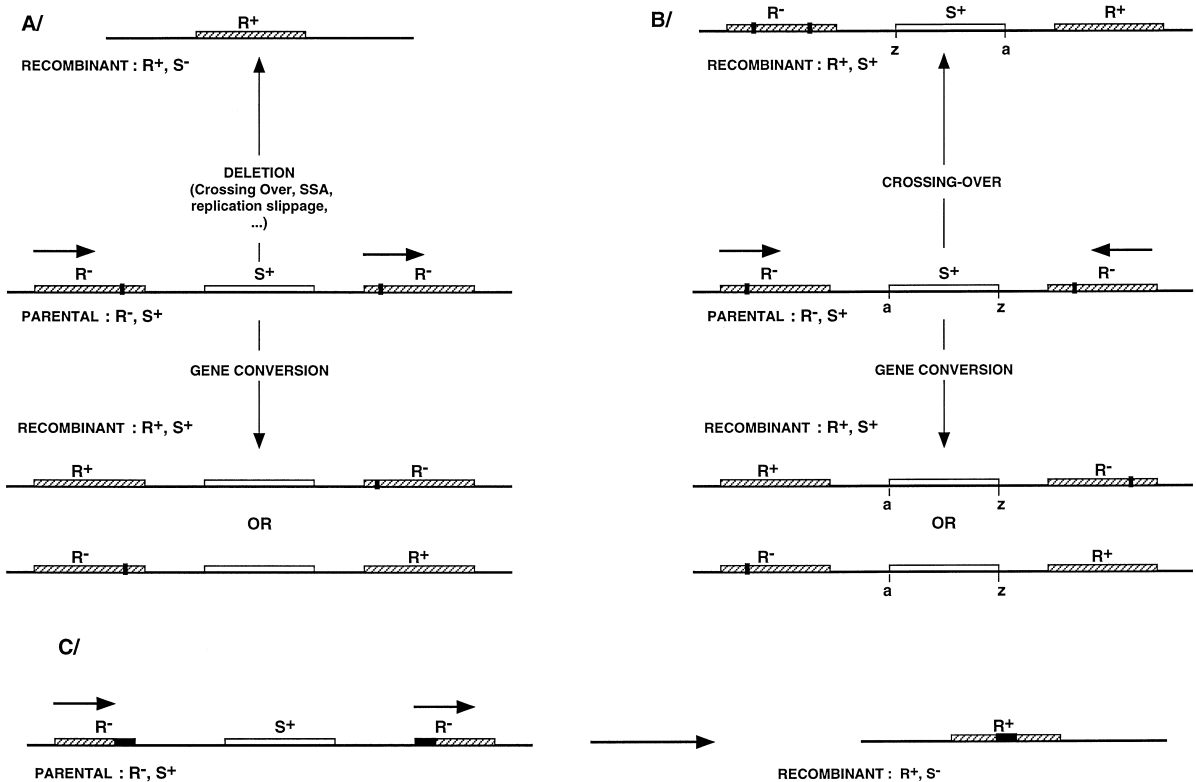 A/
R+
RECOMBINANT : R+, S-
DELETION
(Crossing Over, SSA,
replication slippage,
...)
R-
S+
R-
PARENTAL : R-, S+
GENE CONVERSION
RECOMBINANT : R+, S+
R+
R-
OR
R-
R+
B/
R-
S+
R+
z
a
RECOMBINANT : R+, S+
CROSSING-OVER
R-
S+
R-
a
z
PARENTAL : R-, S+
GENE CONVERSION
RECOMBINANT : R+, S+
R+
R-
a
z
OR
R-
R+
a
z
C/
R-
S+
R-
R+
PARENTAL : R-, S+
RECOMBINANT : R+, S-